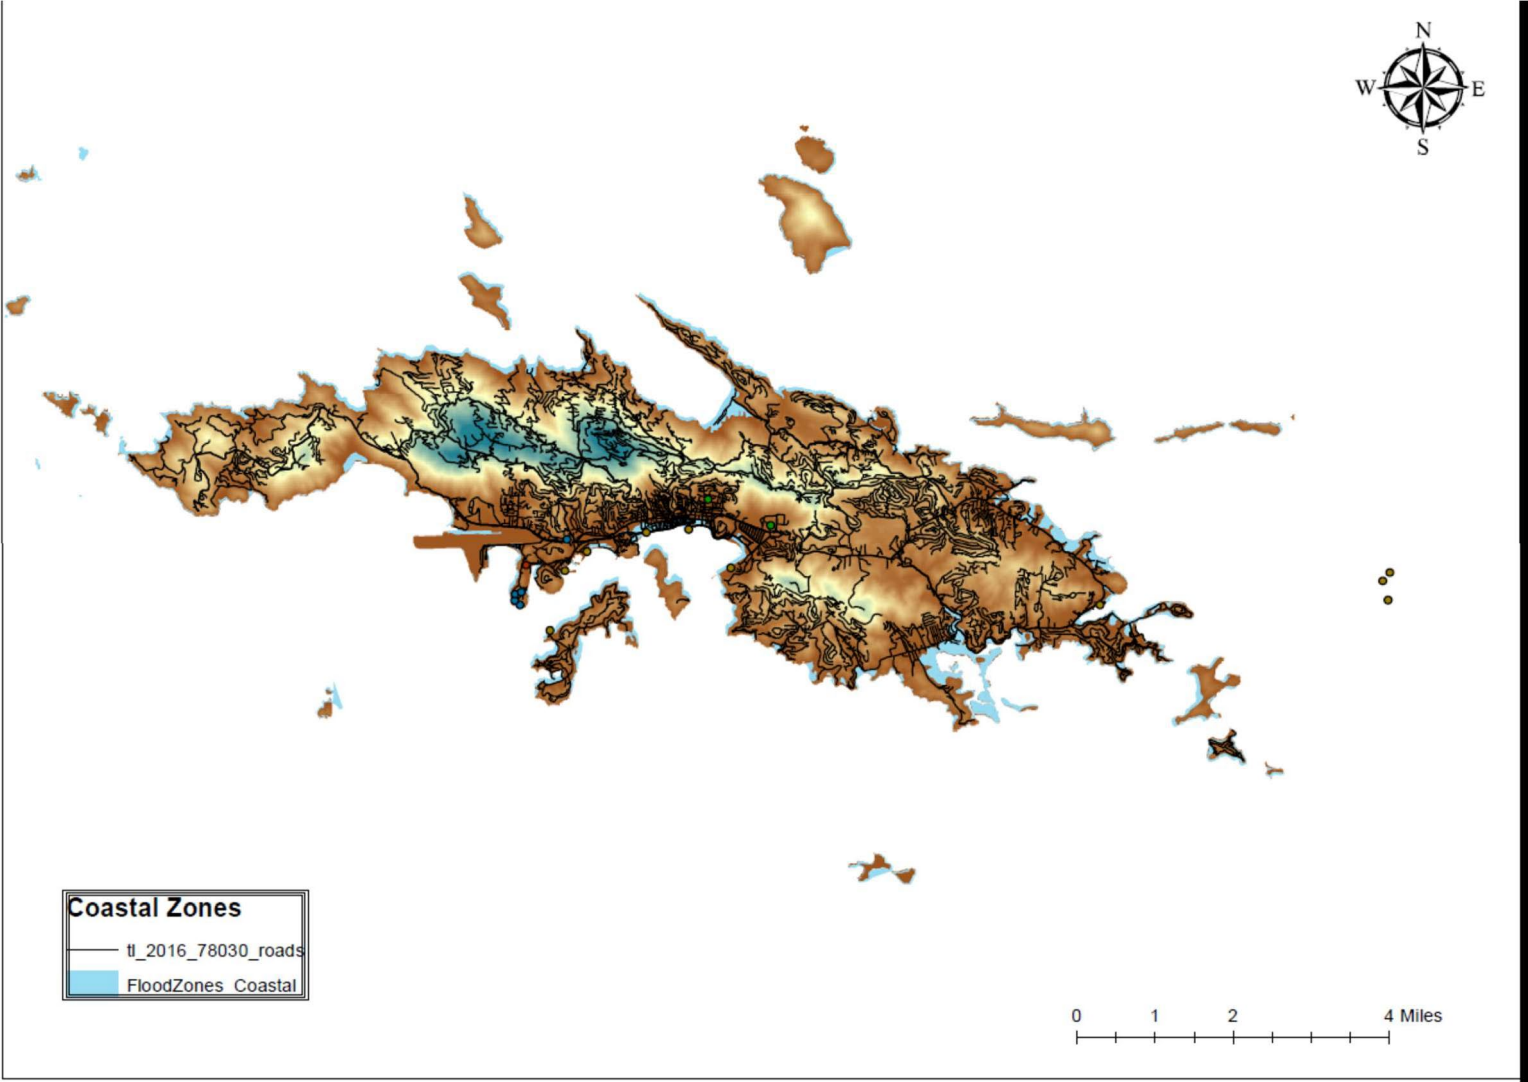 N
W E
S
Coastal Zones
tl_2016_78030_roads
FloodZones_Coastal
0 1 2 4 Miles